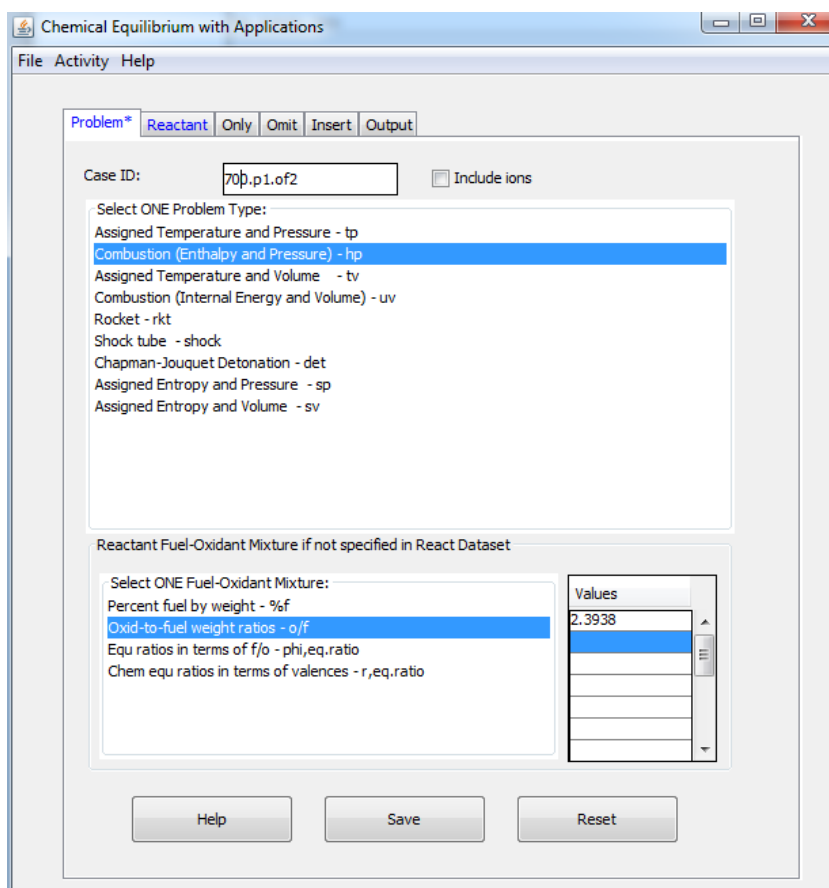 Chemical Equilibrium with Applications
File Activity Help
Problem* Reactant Only Omit Insert Output
Case ID: 700.p1.of2 Include ions
Select ONE Problem Type:
Assigned Temperature and Pressure - tp
Combustion (Enthalpy and Pressure) - hp
Assigned Temperature and Volume - tv
Combustion (Internal Energy and Volume) - uv
Rocket - rkt
Shock tube - shock
Chapman-Jouquet Detonation - det
Assigned Entropy and Pressure - sp
Assigned Entropy and Volume - sv
Reactant Fuel-Oxidant Mixture if not specified in React Dataset
Select ONE Fuel-Oxidant Mixture:
Percent fuel by weight - %f
Oxid-to-fuel weight ratios - o/f
Equ ratios in terms of f/o - phi,eq.ratio
Chem equ ratios in terms of valences - r,eq.ratio
Values
2.3938
Help Save Reset